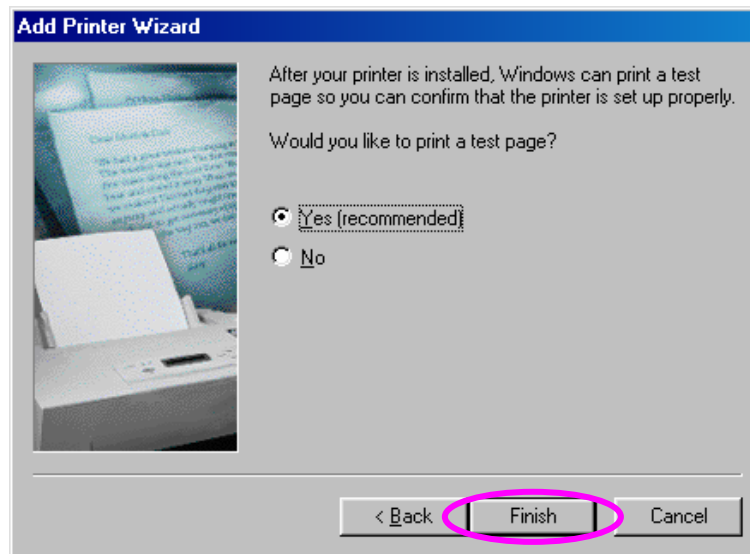 Add Printer Wizard
After your printer is installed, Windows can print a test
page so you can confirm that the printer is set up properly.
Would you like to print a test page?
Yes (recommended)
No
< Back
Finish
Cancel